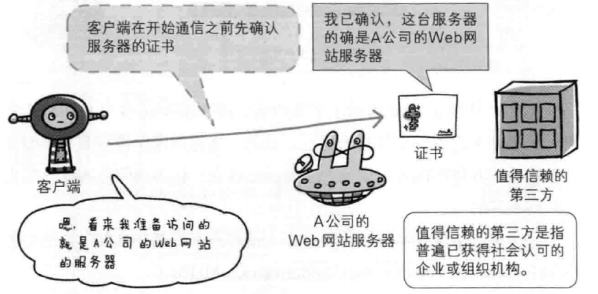 客户端在开始通信之前先确认
服务器的证书
我已确认，这台服务器
的确是A公司的Web网
站服务器
证书
客户端
值得信赖的
第三方
嗯，看来我准备访问的
就是A公司的Web网站
的服务器
A公司的
Web网站服务器
值得信赖的第三方是指
普遍已获得社会认可的
企业或组织机构。